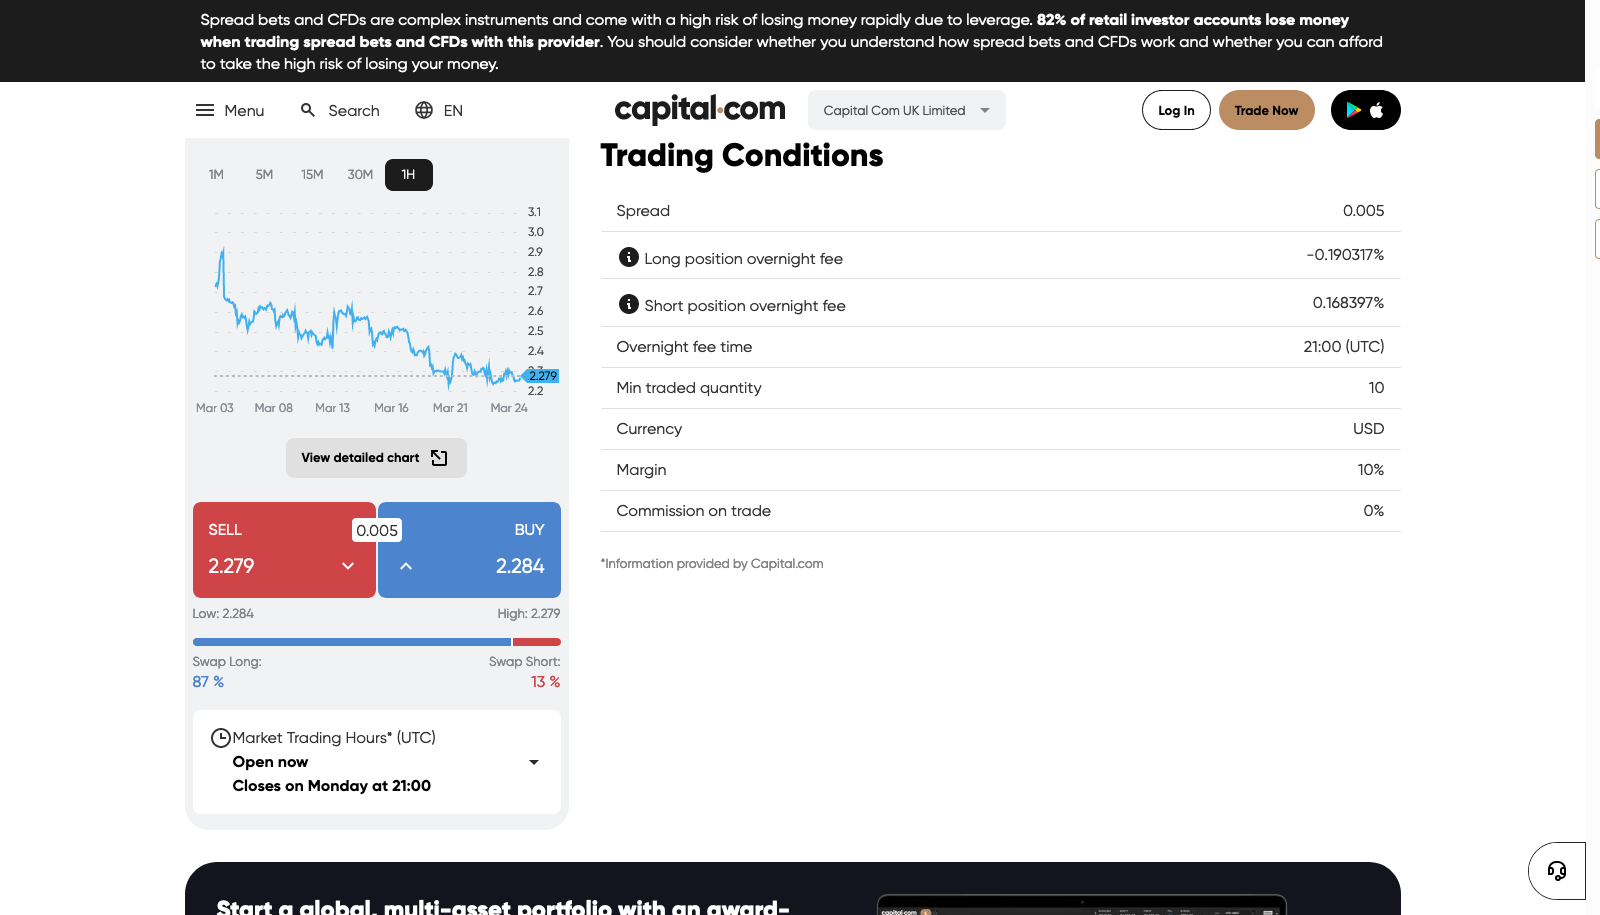 Spread bets and CFDs are complex instruments and come with a high risk of losing money rapidly due to leverage. 82% of retail investor accounts lose money
when trading spread bets and CFDs with this provider. You should consider whether you understand how spread bets and CFDs work and whether you can afford
to take the high risk of losing your money.
Menu
Search
EN
capital.com
Capital Com UK Limited
Log In
Trade Now
1M 5M 15M 30M 1H
3.1
3.0
2.9
2.8
2.7
2.6
2.5
2.4
2.279
2.2
Mar 03 Mar 08 Mar 13 Mar 16 Mar 21 Mar 24
View detailed chart
SELL
0.005
BUY
2.279
2.284
Low: 2.284
High: 2.279
Swap Long:
Swap Short:
87 %
13 %
Market Trading Hours* (UTC)
Open now
Closes on Monday at 21:00
Trading Conditions
Spread 0.005
Long position overnight fee -0.190317%
Short position overnight fee 0.168397%
Overnight fee time 21:00 (UTC)
Min traded quantity 10
Currency USD
Margin 10%
Commission on trade 0%
*Information provided by Capital.com
Start a global, multi-asset portfolio with an award-
capital.com